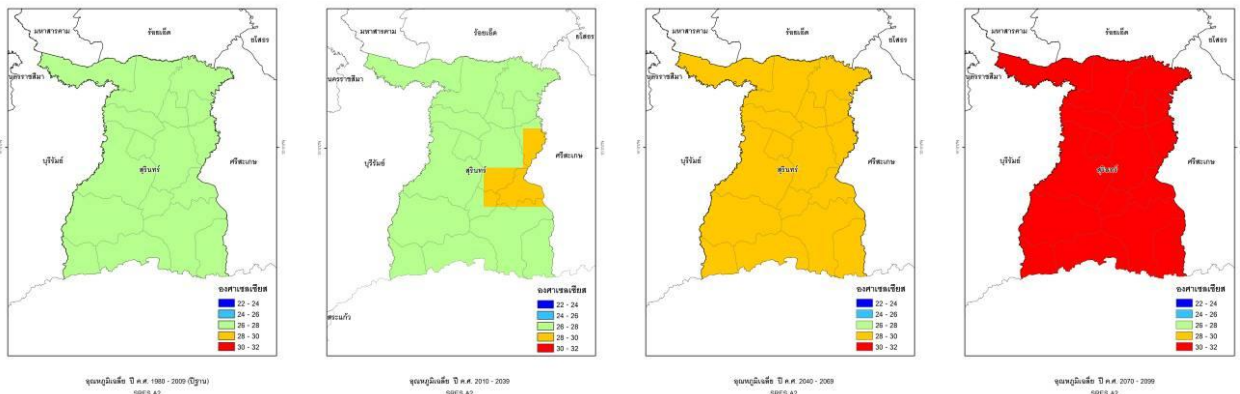 มหาสารคาม
ร้อยเอ็ด
ยโสธร
นครราชสีมา
บุรีรัมย์
ศรีสะเกษ
สุรินทร์
องศาเซลเซียส
22 - 24
24 - 26
26 - 28
28 - 30
30 - 32
อุณหภูมิเฉลี่ย ปี ค.ศ. 1980 - 2009 (ปีฐาน)
SRES A2
มหาสารคาม
ร้อยเอ็ด
ยโสธร
นครราชสีมา
บุรีรัมย์
ศรีสะเกษ
สุรินทร์
สระแก้ว
องศาเซลเซียส
22 - 24
24 - 26
26 - 28
28 - 30
30 - 32
อุณหภูมิเฉลี่ย ปี ค.ศ. 2010 - 2039
SRES A2
มหาสารคาม
ร้อยเอ็ด
ยโสธร
นครราชสีมา
บุรีรัมย์
ศรีสะเกษ
สุรินทร์
องศาเซลเซียส
22 - 24
24 - 26
26 - 28
28 - 30
30 - 32
อุณหภูมิเฉลี่ย ปี ค.ศ. 2040 - 2069
SRES A2
มหาสารคาม
ร้อยเอ็ด
ยโสธร
นครราชสีมา
บุรีรัมย์
ศรีสะเกษ
สุรินทร์
องศาเซลเซียส
22 - 24
24 - 26
26 - 28
28 - 30
30 - 32
อุณหภูมิเฉลี่ย ปี ค.ศ. 2070 - 2099
SRES A2